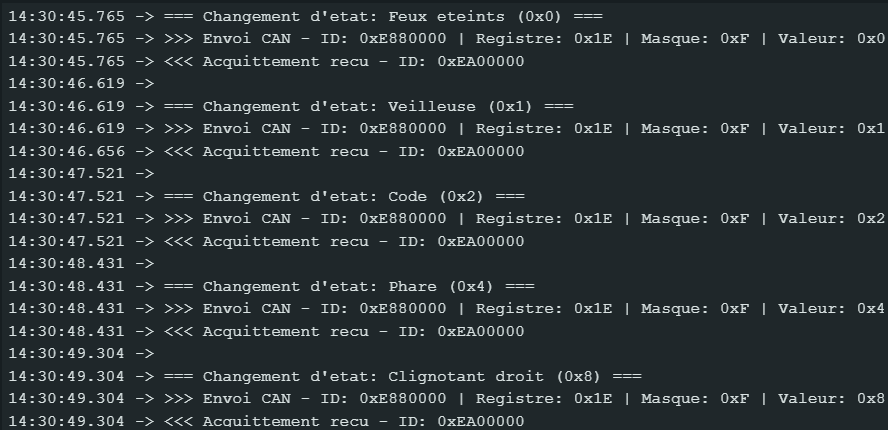 14:30:45.765 -> === Changement d'etat: Feux eteints (0x0) ===
14:30:45.765 -> >>> Envoi CAN - ID: 0xE880000 | Registre: 0x1E | Masque: 0xF | Valeur: 0x0
14:30:45.765 -> <<< Acquittement recu - ID: 0xEA00000
14:30:46.619 ->
14:30:46.619 -> === Changement d'etat: Veilleuse (0x1) ===
14:30:46.619 -> >>> Envoi CAN - ID: 0xE880000 | Registre: 0x1E | Masque: 0xF | Valeur: 0x1
14:30:46.656 -> <<< Acquittement recu - ID: 0xEA00000
14:30:47.521 ->
14:30:47.521 -> === Changement d'etat: Code (0x2) ===
14:30:47.521 -> >>> Envoi CAN - ID: 0xE880000 | Registre: 0x1E | Masque: 0xF | Valeur: 0x2
14:30:47.521 -> <<< Acquittement recu - ID: 0xEA00000
14:30:48.431 ->
14:30:48.431 -> === Changement d'etat: Phare (0x4) ===
14:30:48.431 -> >>> Envoi CAN - ID: 0xE880000 | Registre: 0x1E | Masque: 0xF | Valeur: 0x4
14:30:48.431 -> <<< Acquittement recu - ID: 0xEA00000
14:30:49.304 ->
14:30:49.304 -> === Changement d'etat: Clignotant droit (0x8) ===
14:30:49.304 -> >>> Envoi CAN - ID: 0xE880000 | Registre: 0x1E | Masque: 0xF | Valeur: 0x8
14:30:49.304 -> <<< Acquittement recu - ID: 0xEA00000